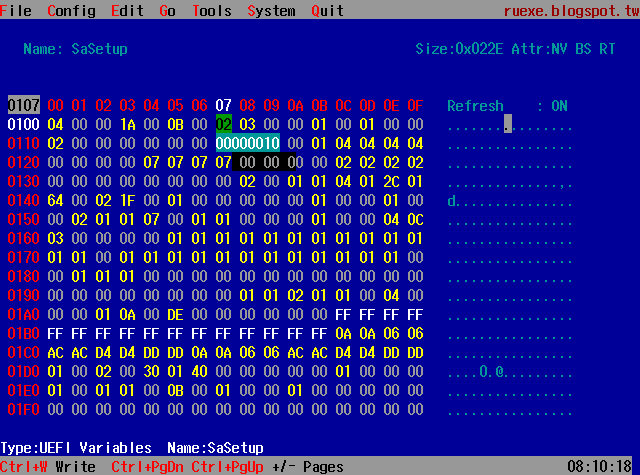 File Config Edit Go Tools System Quit ruexe.blogspot.tw
Name: SaSetup Size:0x022E Attr:NV BS RT
0107 00 01 02 03 04 05 06 07 08 09 0A 0B 0C 0D 0E 0F Refresh : ON
0100 04 00 00 1A 00 0B 00 02 03 00 00 01 00 01 00 00 ................
0110 02 00 00 00 00 00 00 00000010 00 01 04 04 04 04 ................
0120 00 00 00 00 07 07 07 07 00 00 00 00 02 02 02 02 ................
0130 00 00 00 00 00 00 00 00 02 00 01 01 04 01 2C 01 ..............,.
0140 64 00 02 1F 00 01 00 00 00 00 01 00 00 00 01 00 d...............
0150 00 02 01 01 07 00 01 01 00 00 00 01 00 00 04 0C ................
0160 03 00 00 00 01 01 01 01 01 01 01 01 01 01 01 01 ................
0170 01 01 00 00 01 01 01 01 01 01 01 01 01 01 01 00 ................
0180 00 01 01 01 00 00 00 00 00 00 00 00 00 00 00 00 ................
0190 00 00 00 00 00 00 00 00 01 01 02 01 01 00 04 00 ................
01A0 00 00 01 0A 00 DE 00 00 00 00 00 00 FF FF FF FF ................
01B0 FF FF FF FF FF FF FF FF FF FF FF FF 0A 0A 06 06 ................
01C0 AC AC D4 D4 DD DD 0A 0A 06 06 AC AC D4 D4 DD DD ................
01D0 01 00 02 00 30 01 40 00 00 00 00 00 01 00 00 00 ....0.@.........
01E0 01 00 01 01 00 0B 00 01 00 00 01 00 00 00 00 00 ................
01F0 00 00 00 00 00 00 00 00 00 00 00 00 00 00 00 00 ................
Type:UEFI Variables Name:SaSetup
Ctrl+W Write Ctrl+PgDn Ctrl+PgUp +/- Pages 08:10:18